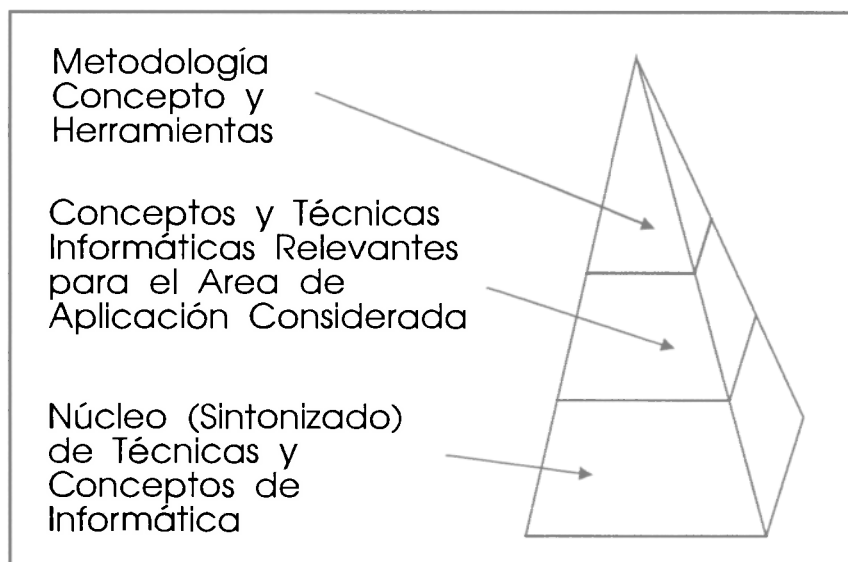 Metodología
Concepto y
Herramientas
Conceptos y Técnicas
Informáticas Relevantes
para el Area de
Aplicación Considerada
Núcleo (Sintonizado)
de Técnicas y
Conceptos de
Informática